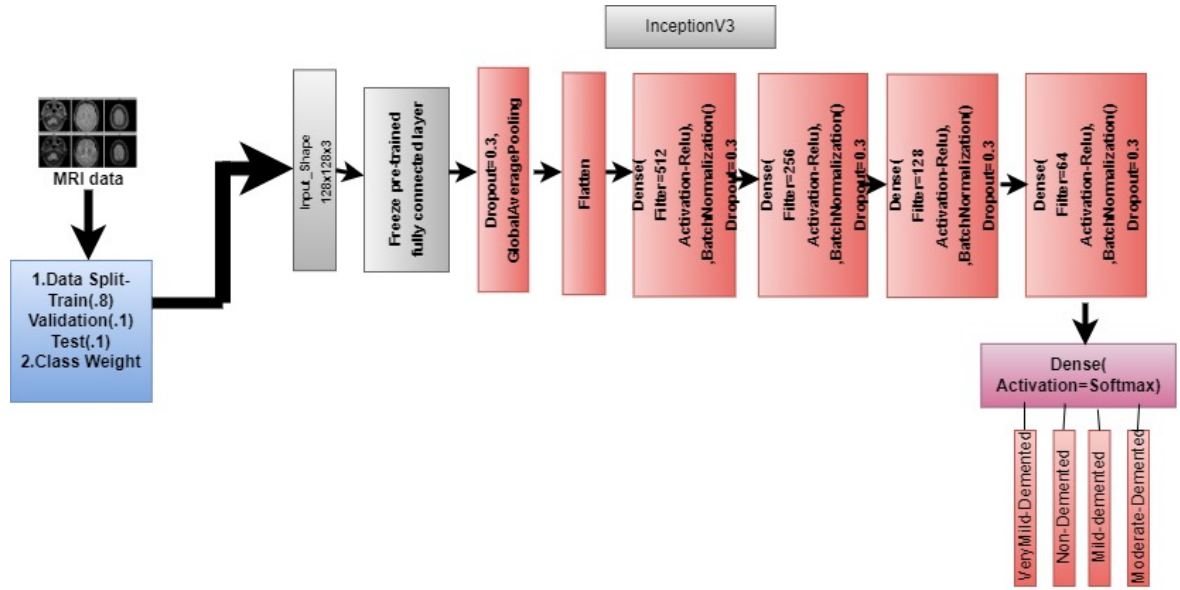 InceptionV3
MRI data
1.Data Split-
Train(.8)
Validation(.1)
Test(.1)
2.Class Weight
Input_Shape
128x128x3
Freeze pre-trained
fully connected layer
Dropout=0.3,
GlobalAveragePooling
Flatten
Dense(
Filter=512
Activation-Relu),
,BatchNormalization()
Dropout=0.3
Dense(
Filter=256
Activation-Relu),
,BatchNormalization()
Dropout=0.3
Dense(
Filter=128
Activation-Relu),
,BatchNormalization()
Dropout=0.3
Dense(
Filter=64
Activation-Relu),
,BatchNormalization()
Dropout=0.3
Dense(
Activation=Softmax)
VeryMild-Demented
Non-Demented
Mild-demented
Moderate-Demented